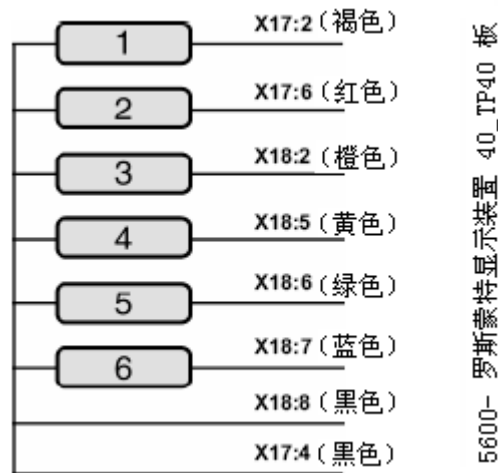 1 X17:2(褐色)
2 X17:6(红色)
3 X18:2(橙色)
4 X18:5(黄色)
5 X18:6(绿色)
6 X18:7(蓝色)
X18:8(黑色)
X17:4(黑色)
5600- 罗斯蒙特显示装置 40_TP40 板